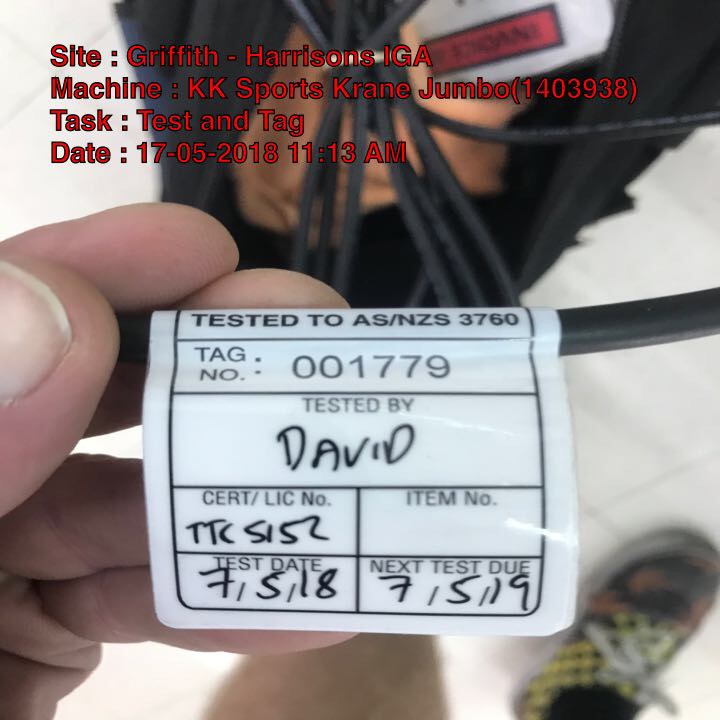 Site : Griffith - Harrisons IGA
Machine : KK Sports Krane Jumbo(1403938)
Task : Test and Tag
Date : 17-05-2018 11:13 AM
TESTED TO AS/NZS 3760
TAG NO. : 001779
TESTED BY
DAVID
CERT/ LIC No. ITEM No.
TTC 5152
TEST DATE NEXT TEST DUE
7/5/18 7/5/19